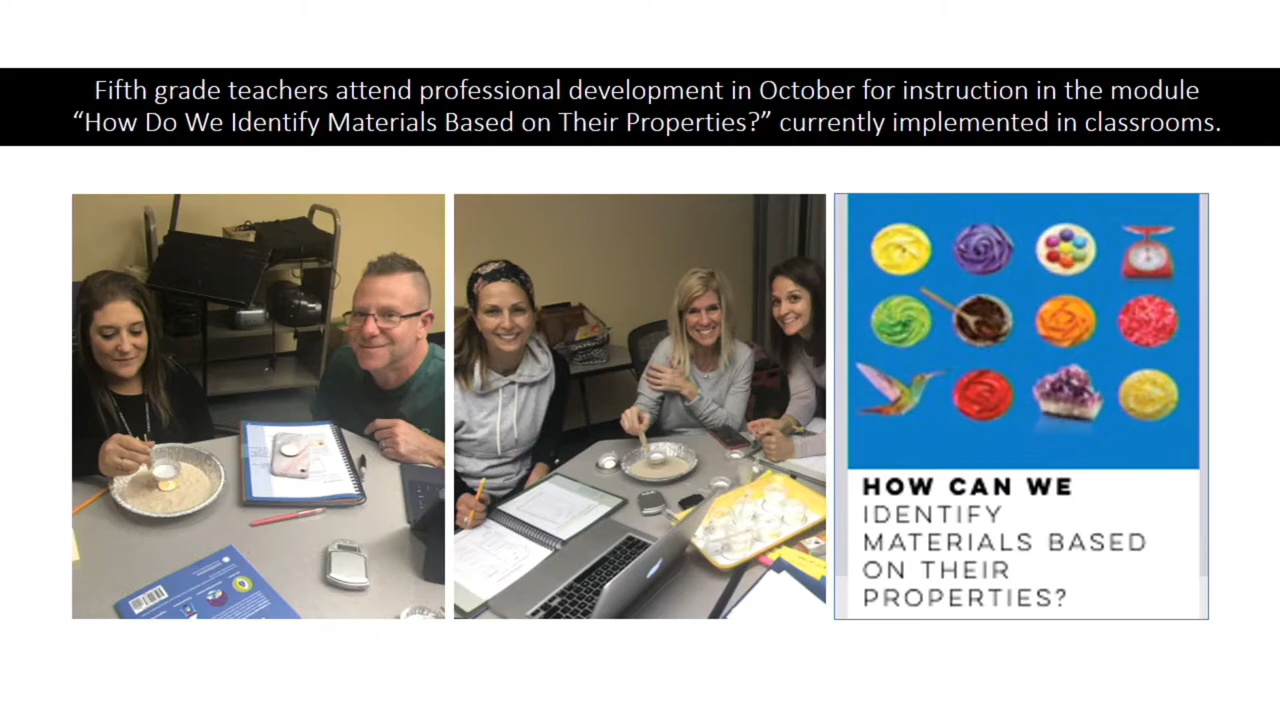 Fifth grade teachers attend professional development in October for instruction in the module
“How Do We Identify Materials Based on Their Properties?” currently implemented in classrooms.
HOW CAN WE
IDENTIFY
MATERIALS BASED
ON THEIR
PROPERTIES?